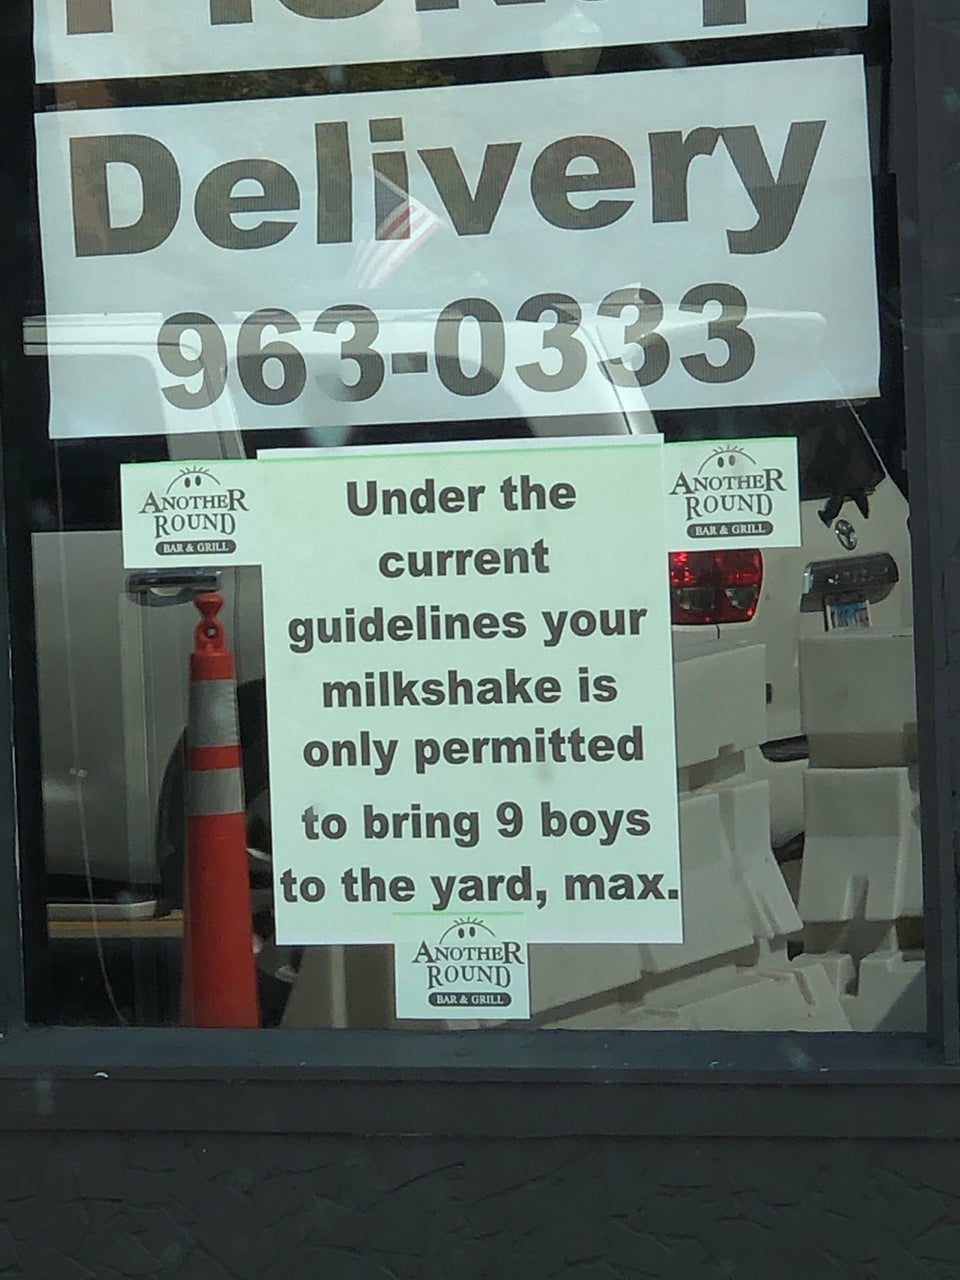 Delivery
963-0333
ANOTHER
ROUND
BAR & GRILL
ANOTHER
ROUND
BAR & GRILL
Under the
current
guidelines your
milkshake is
only permitted
to bring 9 boys
to the yard, max.
ANOTHER
ROUND
BAR & GRILL